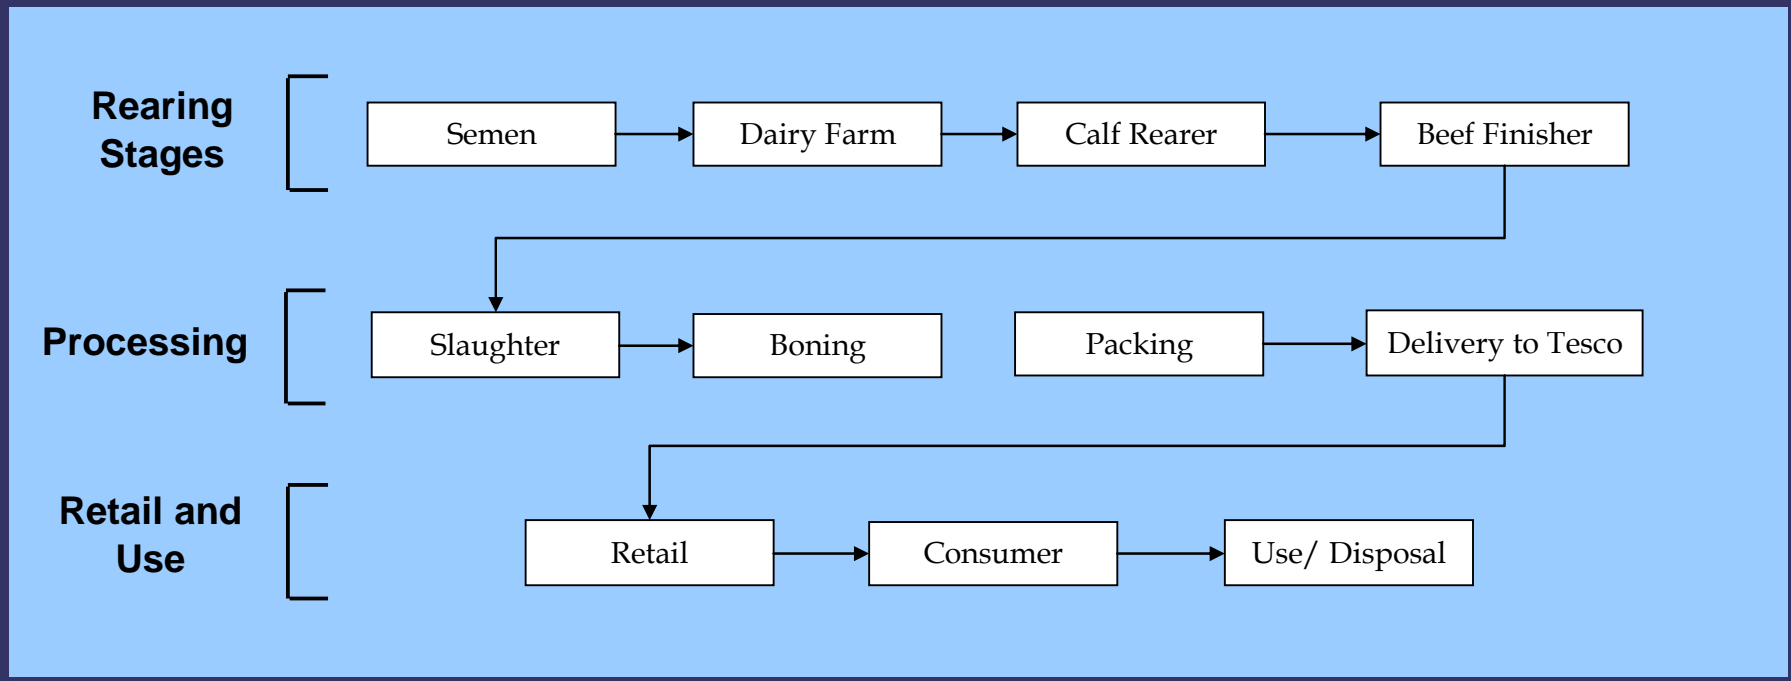 Rearing
Stages
Semen
Dairy Farm
Calf Rearer
Beef Finisher
Processing
Slaughter
Boning
Packing
Delivery to Tesco
Retail and
Use
Retail
Consumer
Use/ Disposal